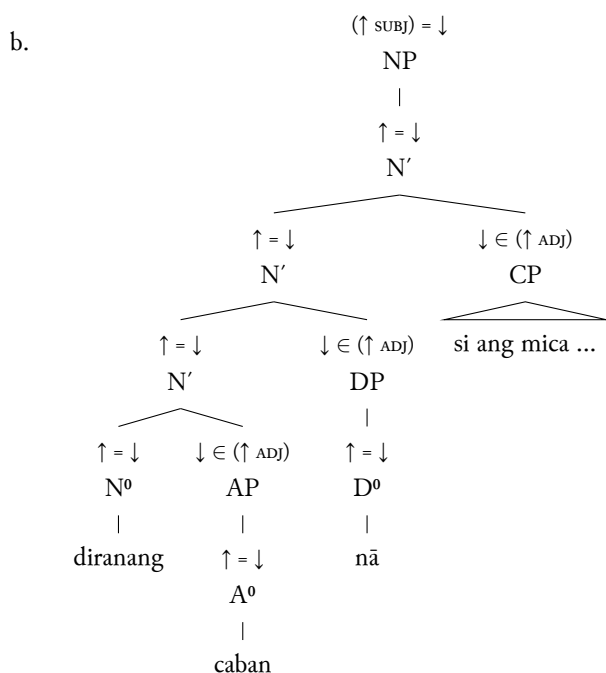 b.
(↑ SUBJ) = ↓
NP
↑ = ↓
N′
↑ = ↓ ↓ ∈ (↑ ADJ)
N′ CP
↑ = ↓ ↓ ∈ (↑ ADJ) si ang mica ...
N′ DP
↑ = ↓ ↓ ∈ (↑ ADJ) ↑ = ↓
N⁰ AP D⁰
diranang ↑ = ↓ nā
A⁰
caban